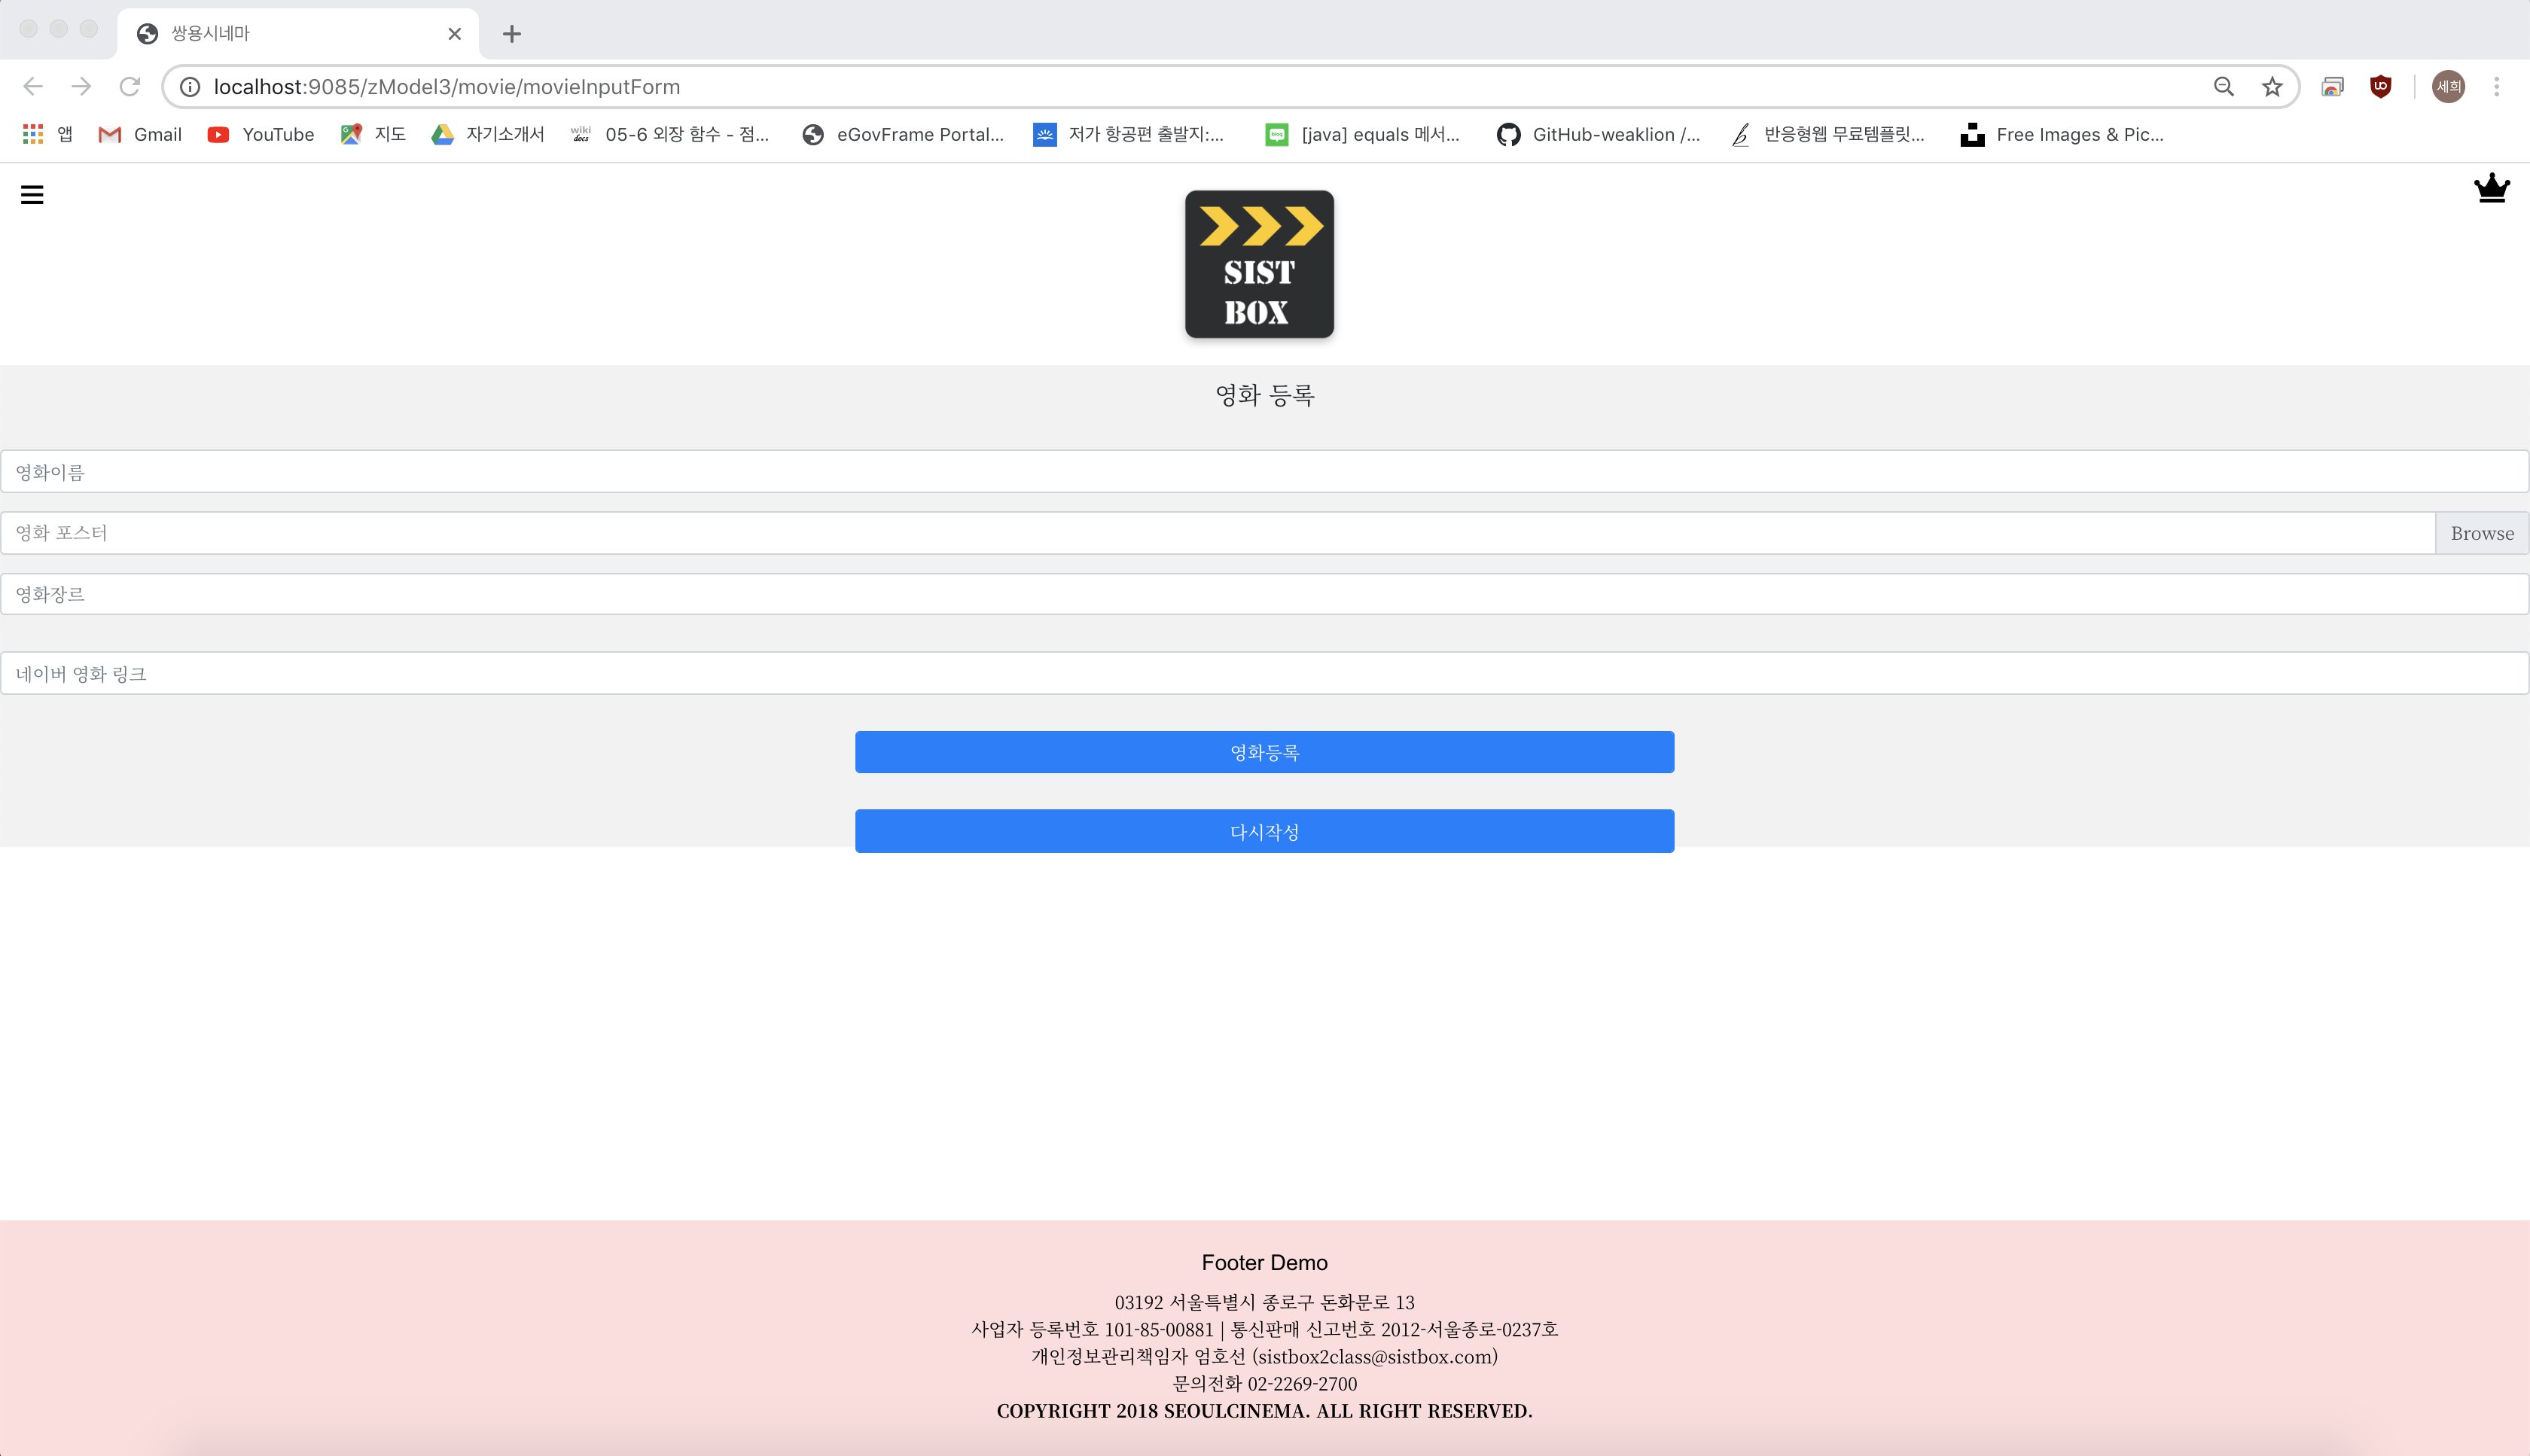 쌍용시네마
localhost:9085/zModel3/movie/movieInputForm
세희
앱 Gmail YouTube 지도 자기소개서 wiki docs 05-6 외장 함수 - 점... eGovFrame Portal... 저가 항공편 출발지:... blog [java] equals 메서... GitHub-weaklion /... b 반응형웹 무료템플릿... Free Images & Pic...
SIST
BOX
영화 등록
영화이름
영화 포스터 Browse
영화장르
네이버 영화 링크
영화등록
다시작성
Footer Demo
03192 서울특별시 종로구 돈화문로 13
사업자 등록번호 101-85-00881 | 통신판매 신고번호 2012-서울종로-0237호
개인정보관리책임자 엄호선 (sistbox2class@sistbox.com)
문의전화 02-2269-2700
COPYRIGHT 2018 SEOULCINEMA. ALL RIGHT RESERVED.